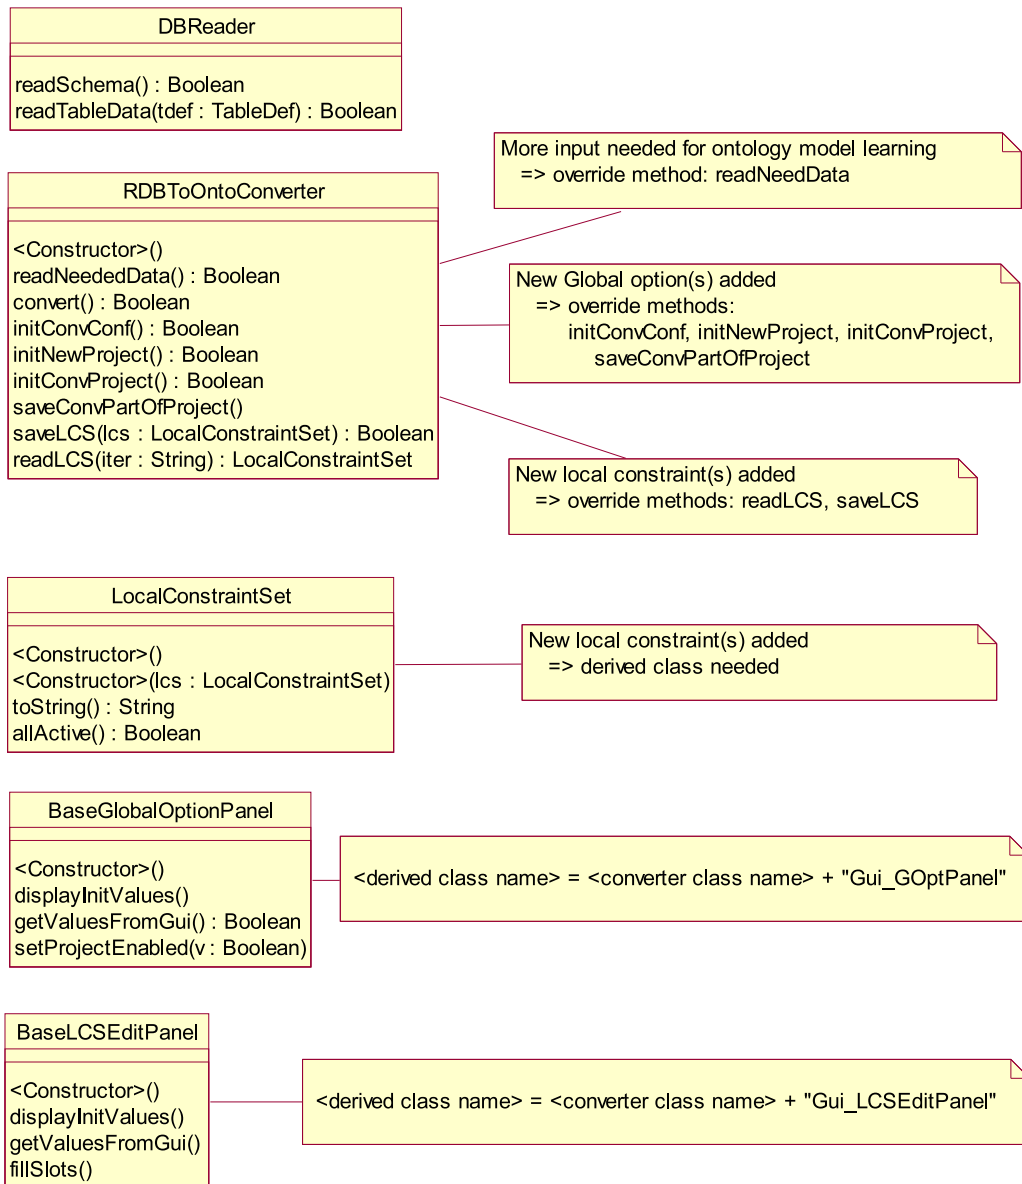 DBReader
readSchema() : Boolean
readTableData(tdef : TableDef) : Boolean
More input needed for ontology model learning
=> override method: readNeedData
RDBToOntoConverter
<Constructor>()
readNeededData() : Boolean
convert() : Boolean
initConvConf() : Boolean
initNewProject() : Boolean
initConvProject() : Boolean
saveConvPartOfProject()
saveLCS(lcs : LocalConstraintSet) : Boolean
readLCS(iter : String) : LocalConstraintSet
New Global option(s) added
=> override methods:
initConvConf, initNewProject, initConvProject,
saveConvPartOfProject
New local constraint(s) added
=> override methods: readLCS, saveLCS
LocalConstraintSet
<Constructor>()
<Constructor>(lcs : LocalConstraintSet)
toString() : String
allActive() : Boolean
New local constraint(s) added
=> derived class needed
BaseGlobalOptionPanel
<Constructor>()
displayInitValues()
getValuesFromGui() : Boolean
setProjectEnabled(v : Boolean)
<derived class name> = <converter class name> + "Gui_GOptPanel"
BaseLCSEditPanel
<Constructor>()
displayInitValues()
getValuesFromGui()
fillSlots()
<derived class name> = <converter class name> + "Gui_LCSEditPanel"